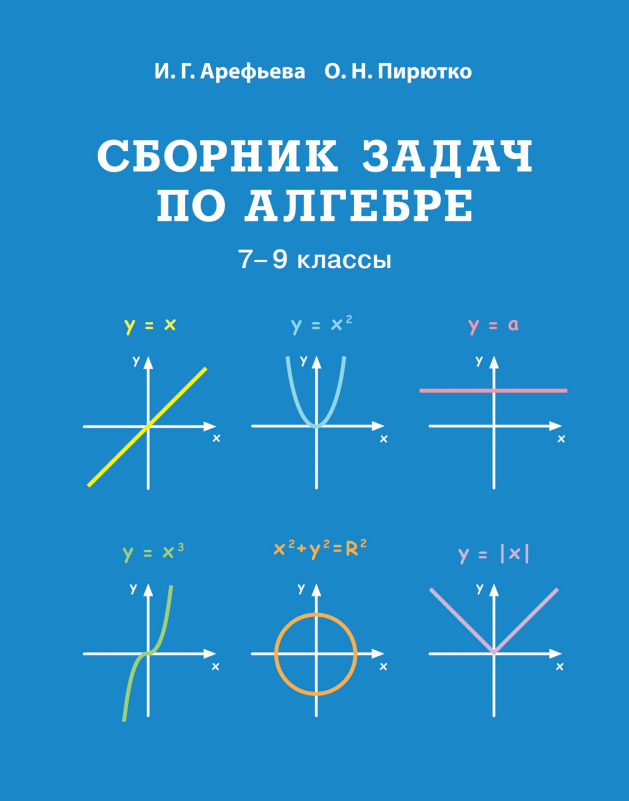 И. Г. Арефьева О. Н. Пирютко
СБОРНИК ЗАДАЧ
ПО АЛГЕБРЕ
7–9 классы
y = x
y = x²
y = a
y
x
y
x
y
x
y = x³
x²+y²=R²
y = |x|
y
x
y
x
y
x